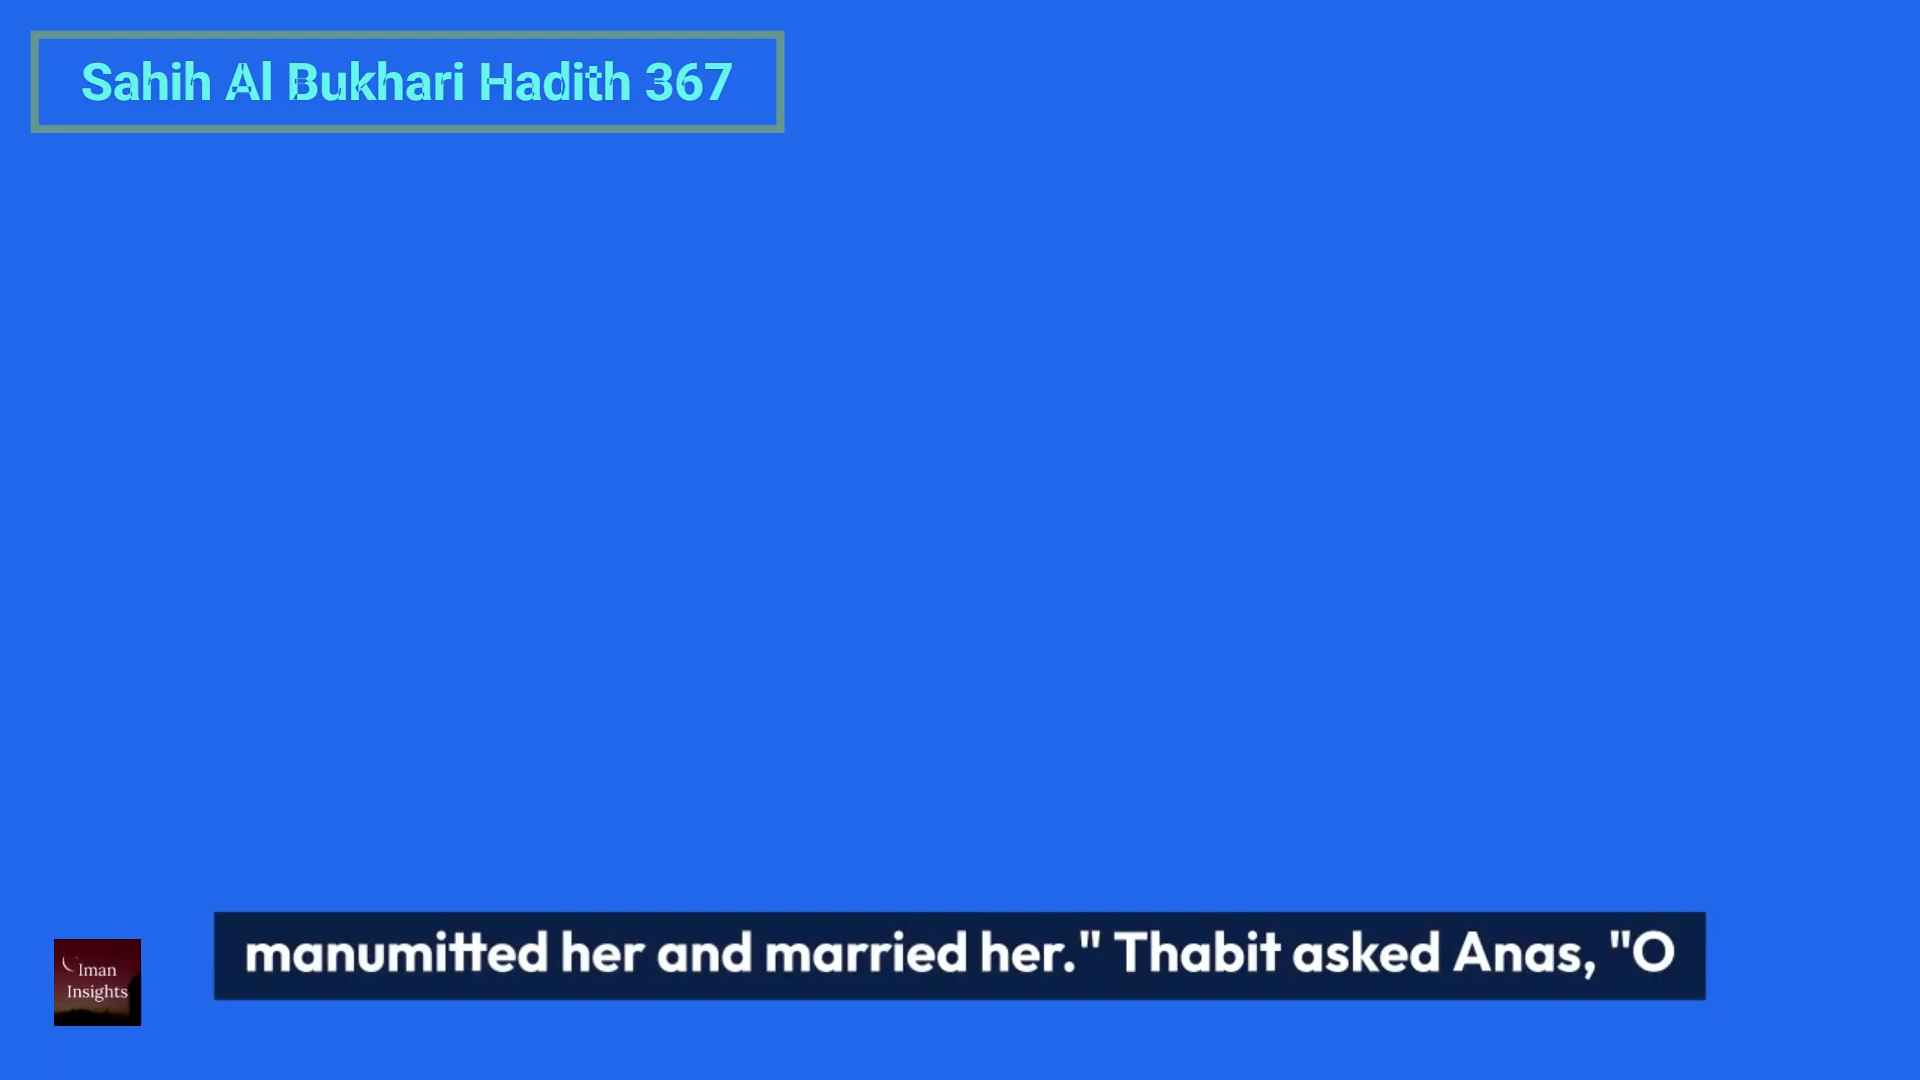 Sahih Al Bukhari Hadith 367
manumitted her and married her." Thabit asked Anas, "O
Iman
Insights